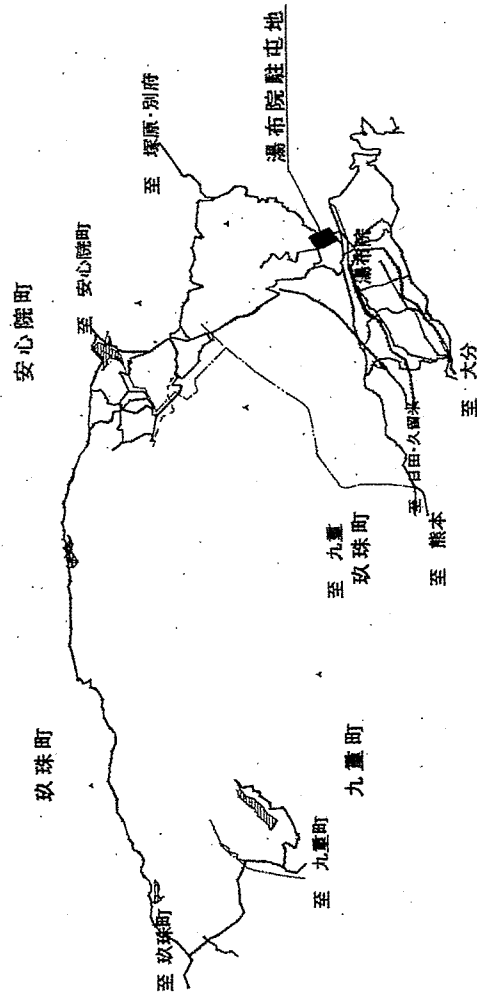 安心院町
至 安心院町
至 塚原・別府
湯布院駐屯地
湯布院
至 大分
至 日田・久留米
至 熊本
至 九重
玖珠町
玖珠町
九重町
至 九重町
至 玖珠町